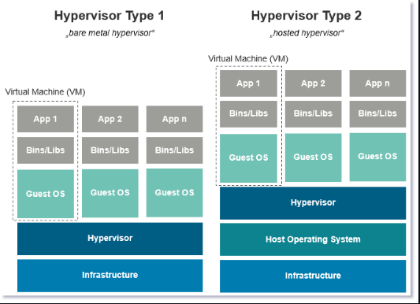 Hypervisor Type 1
„bare metal hypervisor“
Virtual Machine (VM)
App 1 App 2 App n
Bins/Libs Bins/Libs Bins/Libs
Guest OS Guest OS Guest OS
Hypervisor
Infrastructure
Hypervisor Type 2
„hosted hypervisor“
Virtual Machine (VM)
App 1 App 2 App n
Bins/Libs Bins/Libs Bins/Libs
Guest OS Guest OS Guest OS
Hypervisor
Host Operating System
Infrastructure